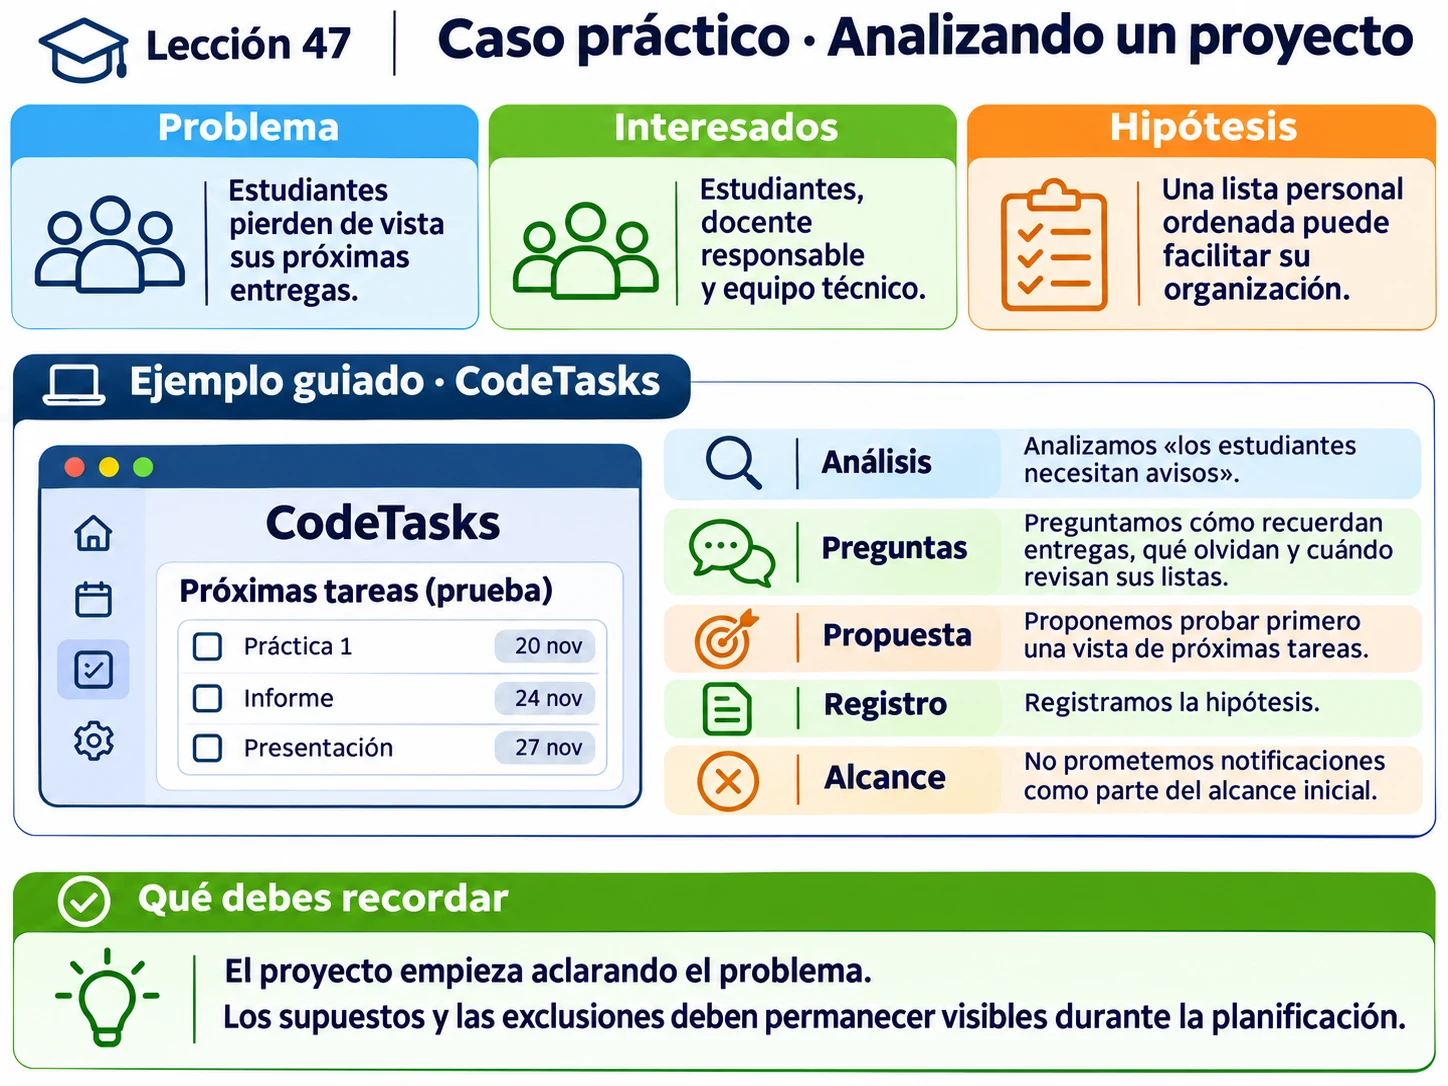 Lección 47
Caso práctico · Analizando un proyecto
Problema
Estudiantes
pierden de vista
sus próximas
entregas.
Interesados
Estudiantes,
docente
responsable
y equipo técnico.
Hipótesis
Una lista personal
ordenada puede
facilitar su
organización.
Ejemplo guiado · CodeTasks
CodeTasks
Próximas tareas (prueba)
Práctica 1 20 nov
Informe 24 nov
Presentación 27 nov
Análisis
Analizamos «los estudiantes
necesitan avisos».
Preguntas
Preguntamos cómo recuerdan
entregas, qué olvidan y cuándo
revisan sus listas.
Propuesta
Proponemos probar primero
una vista de próximas tareas.
Registro
Registramos la hipótesis.
Alcance
No prometemos notificaciones
como parte del alcance inicial.
Qué debes recordar
El proyecto empieza aclarando el problema.
Los supuestos y las exclusiones deben permanecer visibles durante la planificación.